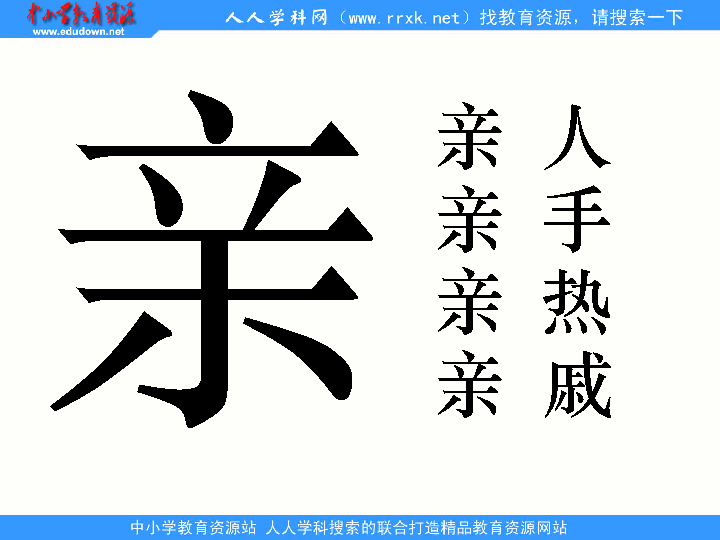 中小学教育资源
www.edudown.net
人人学科网（www.rrxk.net）找教育资源，请搜索一下
亲
亲人
亲手
亲热
亲戚
中小学教育资源站 人人学科搜索的联合打造精品教育资源网站